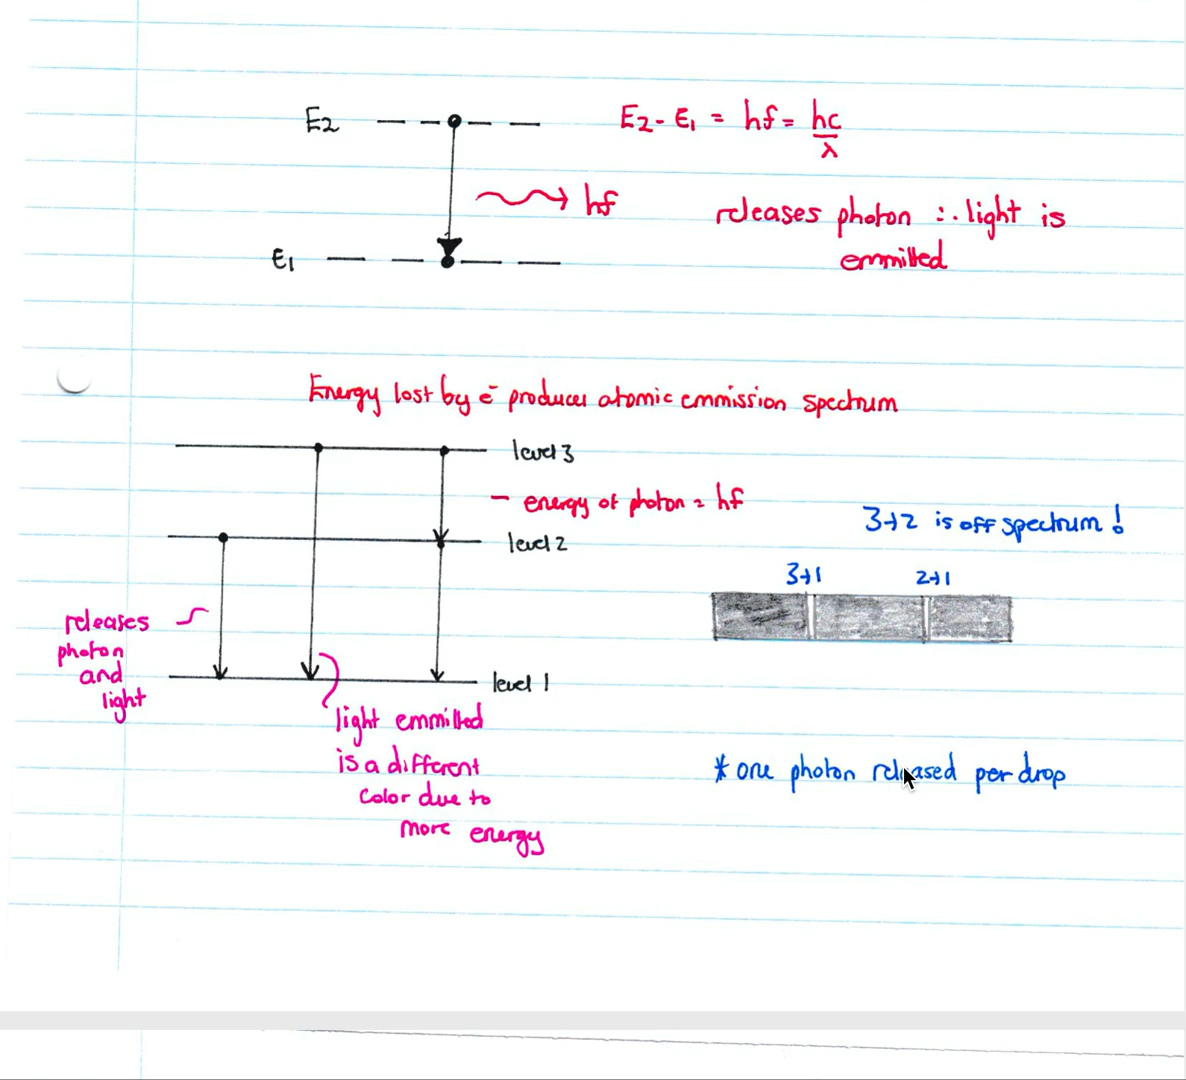 E₂
E₂ - E₁ = hf = hc/λ
hf
releases photon ∴ light is
emmitted
E₁
Energy lost by e⁻ produces atomic emmission spectrum
level 3
- energy of photon = hf
3→2 is off spectrum!
level 2
3→1 2→1
releases
photon
and
light
level 1
light emmitted
is a different
color due to
more energy
* one photon released per drop